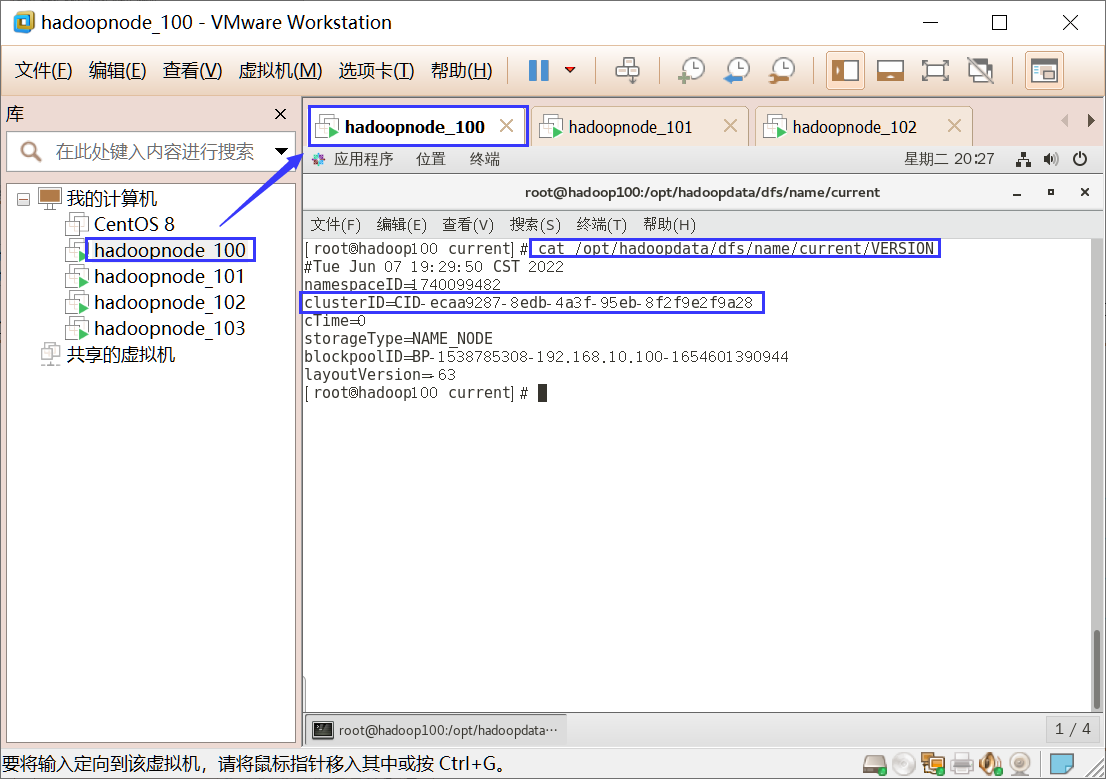 hadoopnode_100 - VMware Workstation
文件(F) 编辑(E) 查看(V) 虚拟机(M) 选项卡(T) 帮助(H)
库
在此处键入内容进行搜索
我的计算机
CentOS 8
hadoopnode_100
hadoopnode_101
hadoopnode_102
hadoopnode_103
共享的虚拟机
hadoopnode_100 hadoopnode_101 hadoopnode_102
应用程序 位置 终端 星期二 20:27
root@hadoop100:/opt/hadoopdata/dfs/name/current
文件(F) 编辑(E) 查看(V) 搜索(S) 终端(T) 帮助(H)
[root@hadoop100 current]# cat /opt/hadoopdata/dfs/name/current/VERSION
#Tue Jun 07 19:29:50 CST 2022
namespaceID=1740099482
clusterID=CID-ecaa9287-8edb-4a3f-95eb-8f2f9e2f9a28
cTime=0
storageType=NAME_NODE
blockpoolID=BP-1538785308-192.168.10.100-1654601390944
layoutVersion=-63
[root@hadoop100 current]#
root@hadoop100:/opt/hadoopdata··· 1 / 4
要将输入定向到该虚拟机，请将鼠标指针移入其中或按 Ctrl+G。